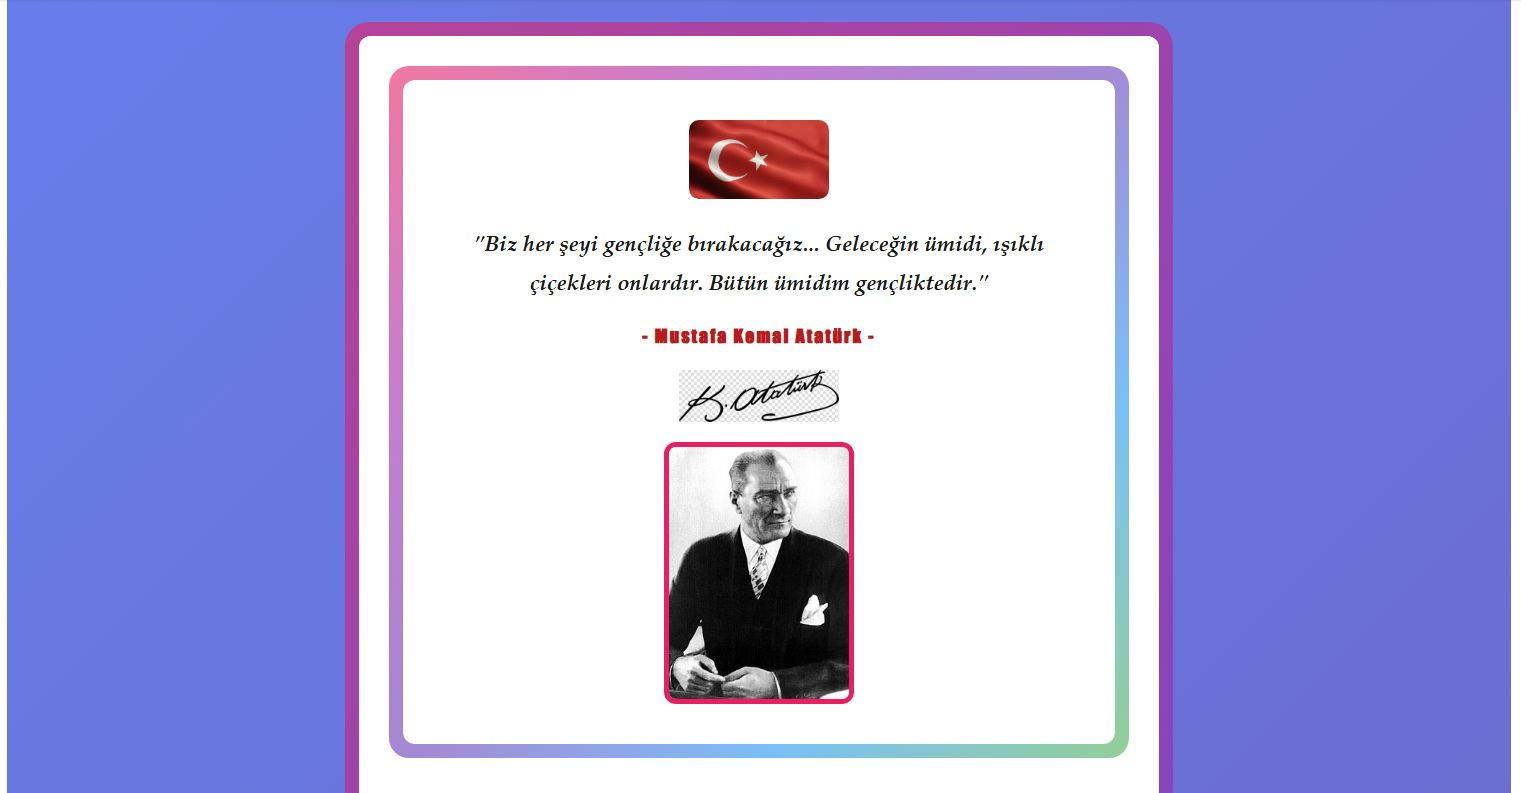 "Biz her şeyi gençliğe bırakacağız... Geleceğin ümidi, ışıklı
çiçekleri onlardır. Bütün ümidim gençliktedir."
- Mustafa Kemal Atatürk -
K. Atatürk